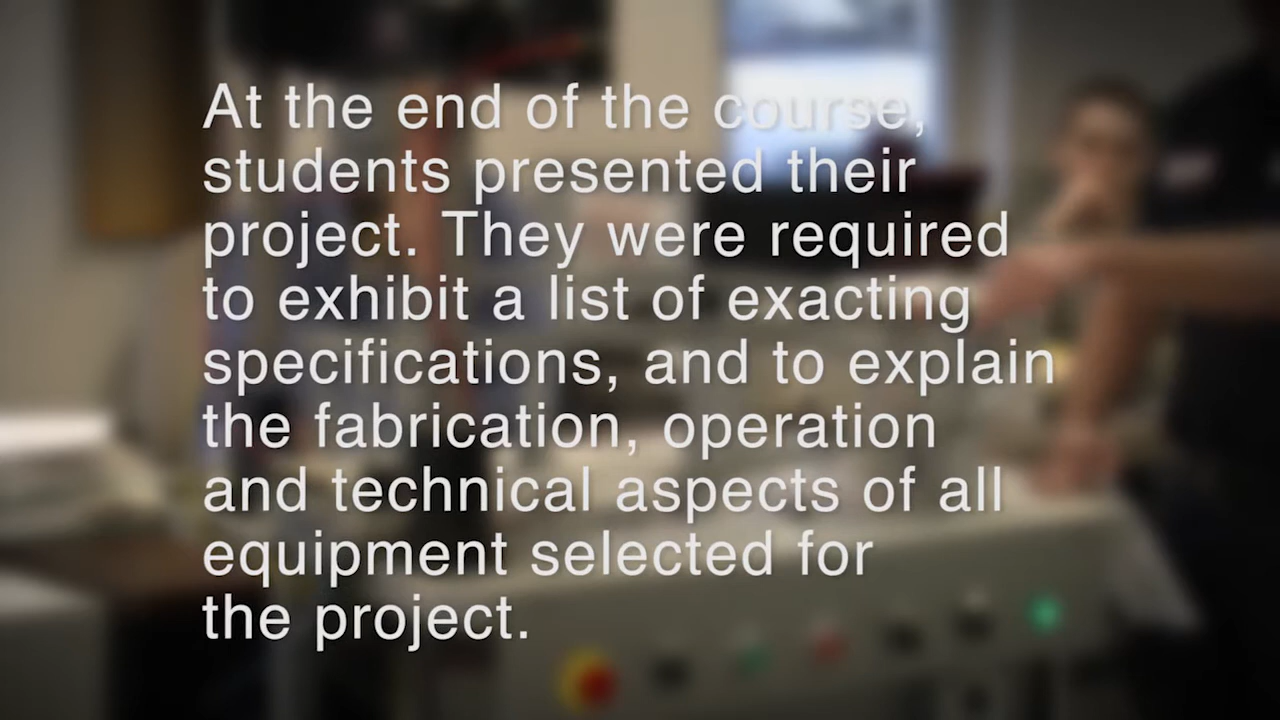 At the end of the course,
students presented their
project. They were required
to exhibit a list of exacting
specifications, and to explain
the fabrication, operation
and technical aspects of all
equipment selected for
the project.